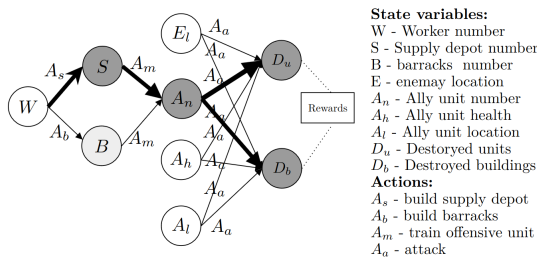 W
S
B
E_l
A_n
A_h
A_l
D_u
D_b
A_s
A_b
A_m
A_m
A_a
A_a
A_a
A_a
A_a
A_a
A_a
A_a
Rewards
State variables:
W - Worker number
S - Supply depot number
B - barracks number
E - enemay location
A_n - Ally unit number
A_h - Ally unit health
A_l - Ally unit location
D_u - Destoryed units
D_b - Destroyed buildings
Actions:
A_s - build supply depot
A_b - build barracks
A_m - train offensive unit
A_a - attack